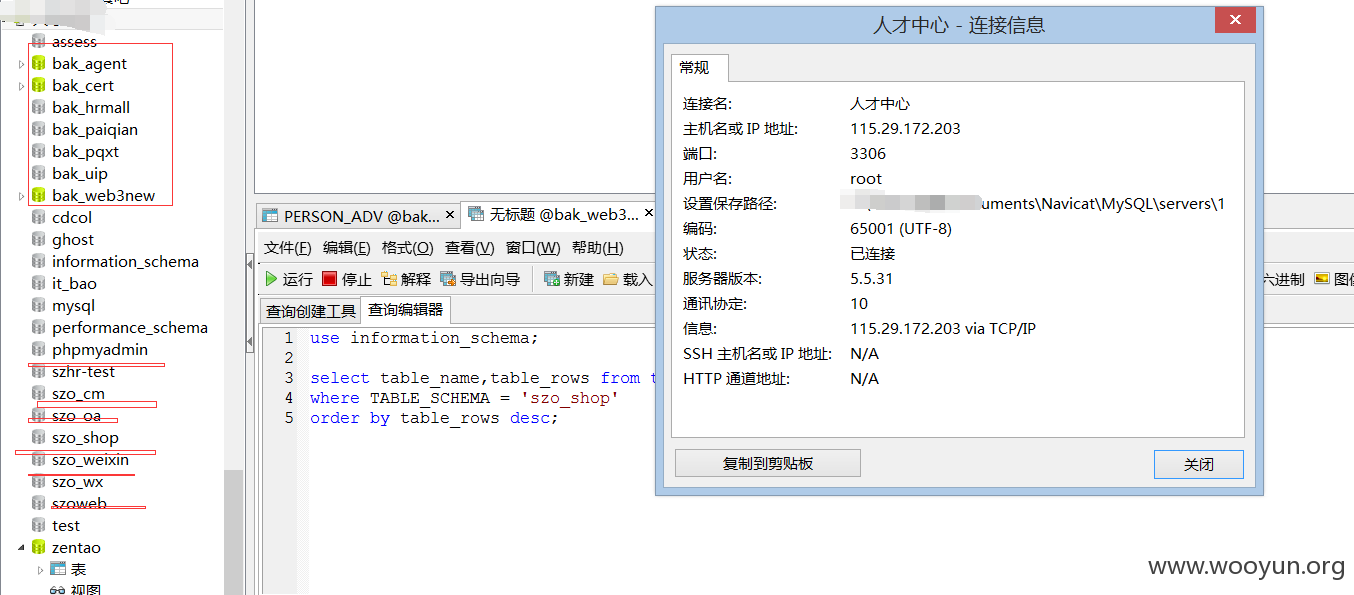 assess
bak_agent
bak_cert
bak_hrmall
bak_paiqian
bak_pqxt
bak_uip
bak_web3new
cdcol
ghost
information_schema
it_bao
mysql
performance_schema
phpmyadmin
szhr-test
szo_cm
szo_oa
szo_shop
szo_weixin
szo_wx
szoweb
test
zentao
表
视图
PERSON_ADV @bak_... 无标题 @bak_web3...
文件(F) 编辑(E) 格式(O) 查看(V) 窗口(W) 帮助(H)
运行 停止 解释 导出向导 新建 载入
六进制
查询创建工具 查询编辑器
1 use information_schema;
2
3 select table_name,table_rows from
4 where TABLE_SCHEMA = 'szo_shop'
5 order by table_rows desc;
人才中心 - 连接信息
常规
连接名: 人才中心
主机名或 IP 地址: 115.29.172.203
端口: 3306
用户名: root
设置保存路径: uments\Navicat\MySQL\servers\1
编码: 65001 (UTF-8)
状态: 已连接
服务器版本: 5.5.31
通讯协定: 10
信息: 115.29.172.203 via TCP/IP
SSH 主机名或 IP 地址: N/A
HTTP 通道地址: N/A
复制到剪贴板 关闭
www.wooyun.org